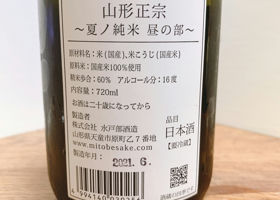 山形正宗
～夏ノ純米 昼の部～
原材料名：米(国産)、米こうじ(国産米)
原料米：国産米100％使用
精米歩合：60％ アルコール分：16度
内容量：720ml
お酒は二十歳になってから
製造者
株式会社 水戸部酒造
山形県天童市原町乙7番地
www.mitobesake.com
製造年月：2021.6.
品目
日本酒
【要冷蔵】
4994140030254